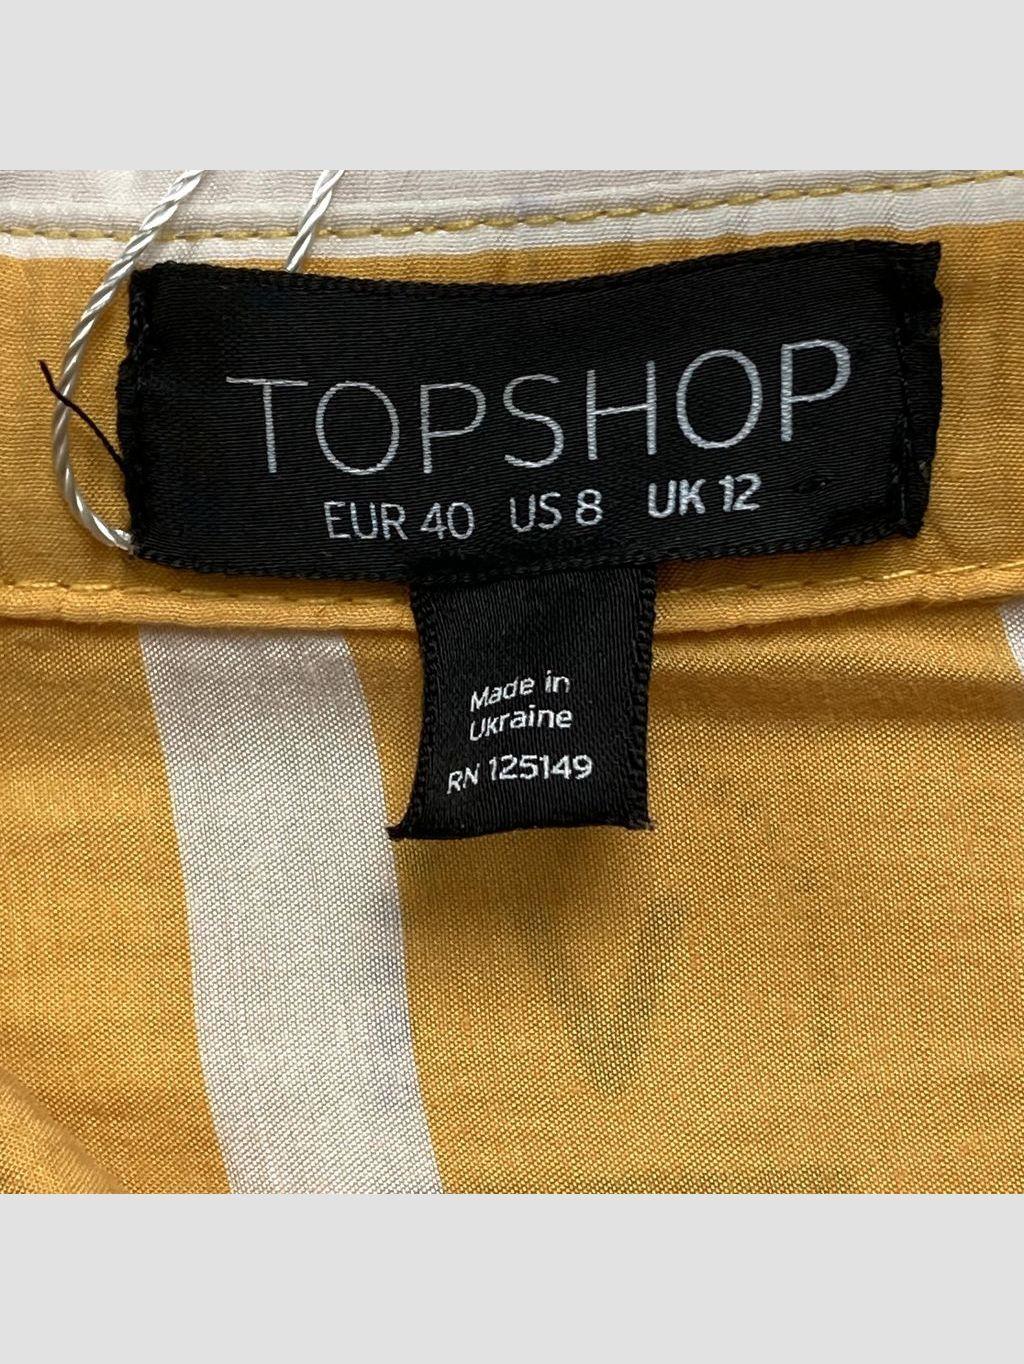 TOPSHOP
EUR 40 US 8 UK 12
Made in
Ukraine
RN 125149